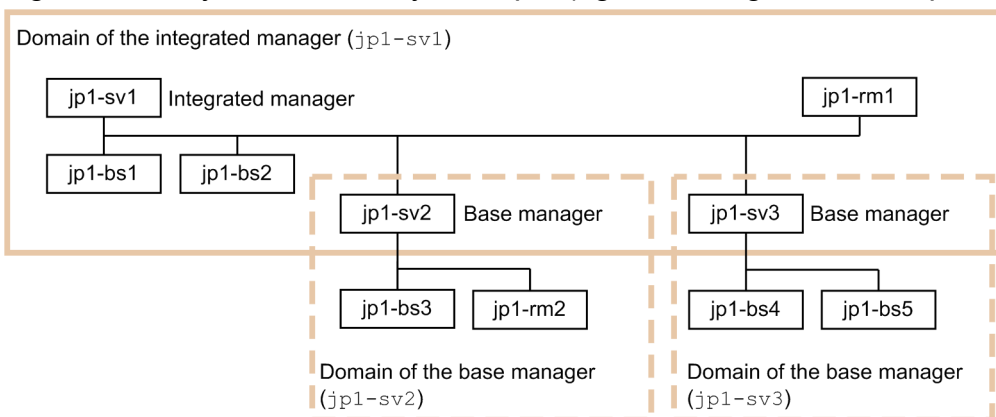 Domain of the integrated manager (jp1-sv1)
jp1-sv1 Integrated manager
jp1-rm1
jp1-bs1
jp1-bs2
jp1-sv2 Base manager
jp1-sv3 Base manager
jp1-bs3
jp1-rm2
jp1-bs4
jp1-bs5
Domain of the base manager
(jp1-sv2)
Domain of the base manager
(jp1-sv3)